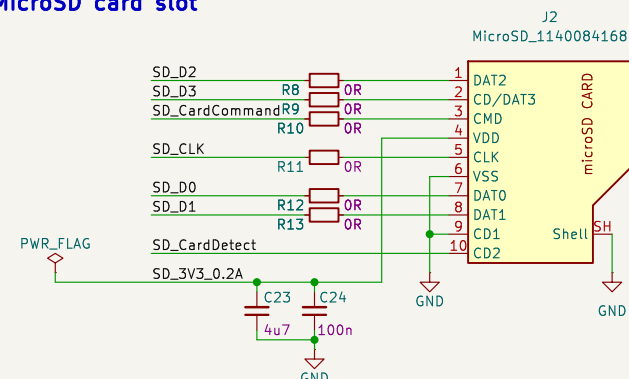 MicroSD card slot
J2
MicroSD_1140084168
SD_D2
R8
0R
1
DAT2
SD_D3
R9
0R
2
CD/DAT3
SD_CardCommand
R10
0R
3
CMD
4
VDD
SD_CLK
R11
0R
5
CLK
6
VSS
SD_D0
R12
0R
7
DAT0
SD_D1
R13
0R
8
DAT1
9
CD1
SD_CardDetect
10
CD2
microSD CARD
Shell
SH
PWR_FLAG
SD_3V3_0.2A
C23
4u7
C24
100n
GND
GND
GND